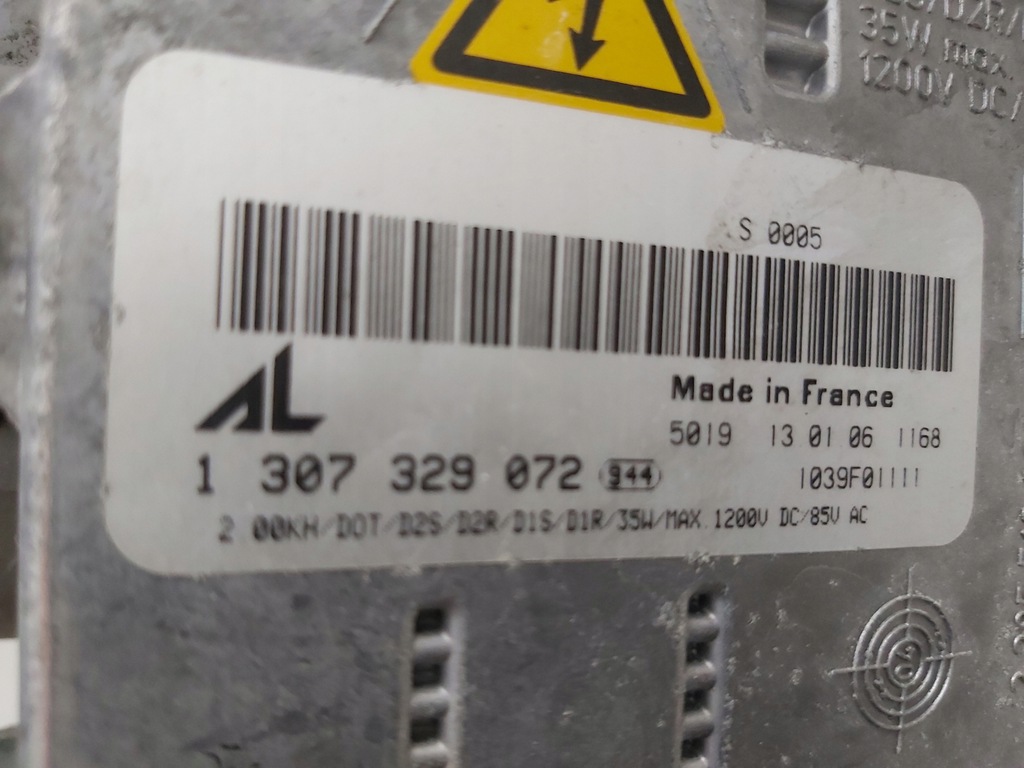 35W max.
1200V DC/
S 0005
AL
Made in France
5019 13 01 06 1168
1 307 329 072 944
1039F01111
2.00KH/DOT/D2S/D2R/D1S/D1R/35W/MAX.1200V DC/85V AC